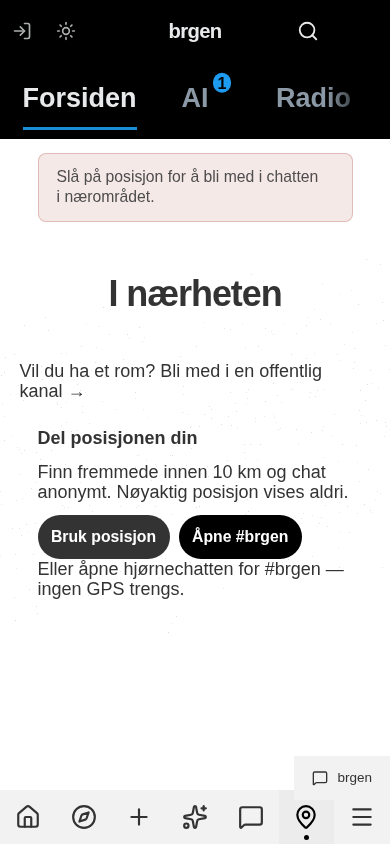 brgen
Forsiden
AI
1
Radio
Slå på posisjon for å bli med i chatten
i nærområdet.
I nærheten
Vil du ha et rom? Bli med i en offentlig
kanal →
Del posisjonen din
Finn fremmede innen 10 km og chat
anonymt. Nøyaktig posisjon vises aldri.
Bruk posisjon
Åpne #brgen
Eller åpne hjørnechatten for #brgen —
ingen GPS trengs.
brgen